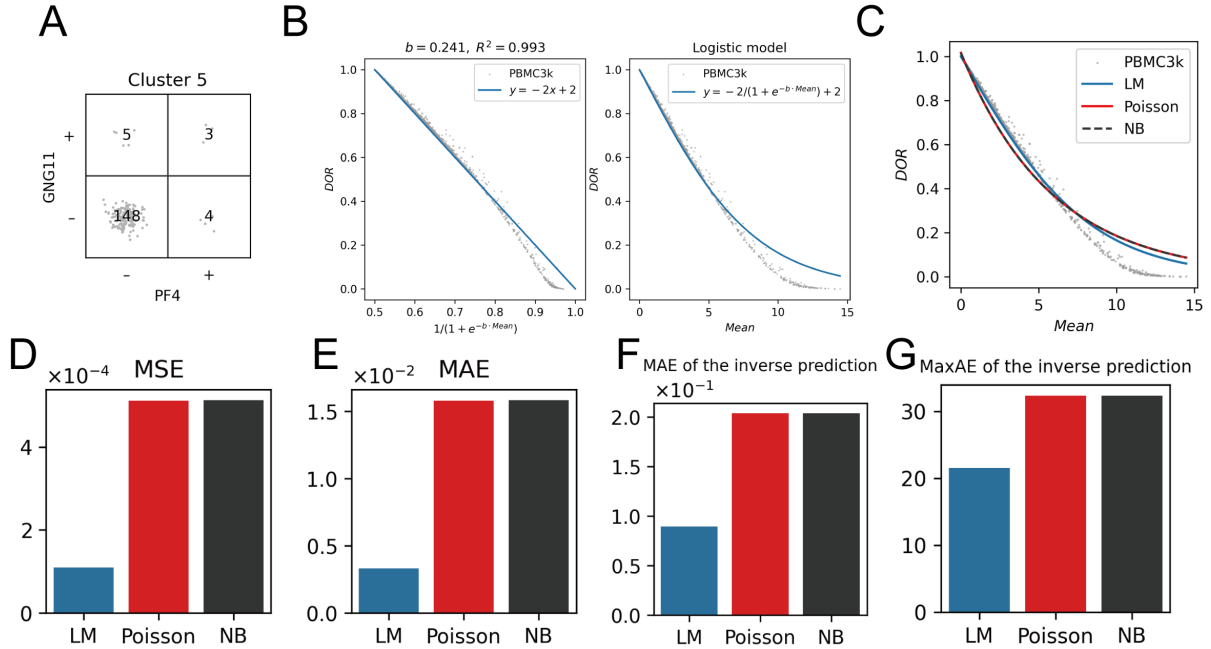 A
Cluster 5
+
5
3
GNG11
–
148
4
–
+
PF4
B
b = 0.241, R² = 0.993
1.0
0.8
0.6
0.4
0.2
0.0
DOR
PBMC3k
y = −2x + 2
0.5
0.6
0.7
0.8
0.9
1.0
1/(1 + e^{−b · Mean})
Logistic model
1.0
0.8
0.6
0.4
0.2
0.0
DOR
PBMC3k
y = −2/(1 + e^{−b · Mean}) + 2
0
5
10
15
Mean
C
1.0
0.8
0.6
0.4
0.2
0.0
DOR
PBMC3k
LM
Poisson
NB
0
5
10
15
Mean
D
MSE
×10⁻⁴
4
2
0
LM
Poisson
NB
E
MAE
×10⁻²
1.5
1.0
0.5
0.0
LM
Poisson
NB
F
MAE of the inverse prediction
×10⁻¹
2.0
1.5
1.0
0.5
0.0
LM
Poisson
NB
G
MaxAE of the inverse prediction
30
20
10
0
LM
Poisson
NB